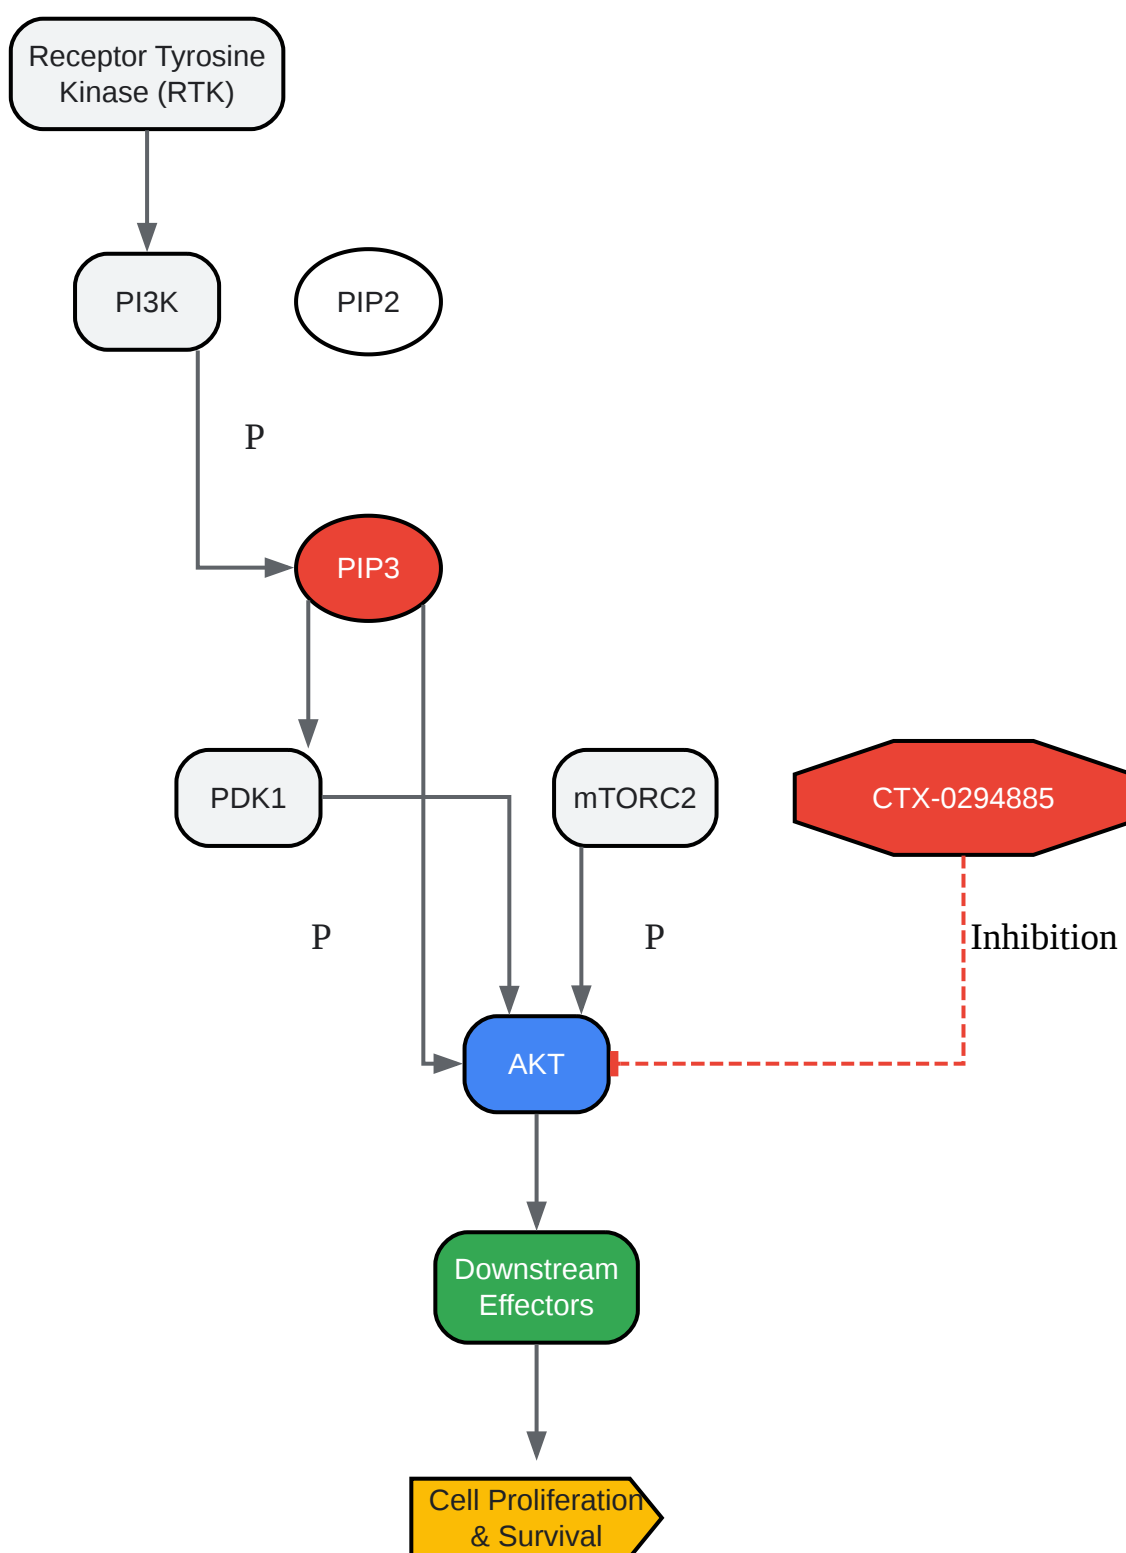 Receptor Tyrosine
Kinase (RTK)
PI3K
PIP2
P
PIP3
PDK1
mTORC2
CTX-0294885
P
P
Inhibition
AKT
Downstream
Effectors
Cell Proliferation
& Survival